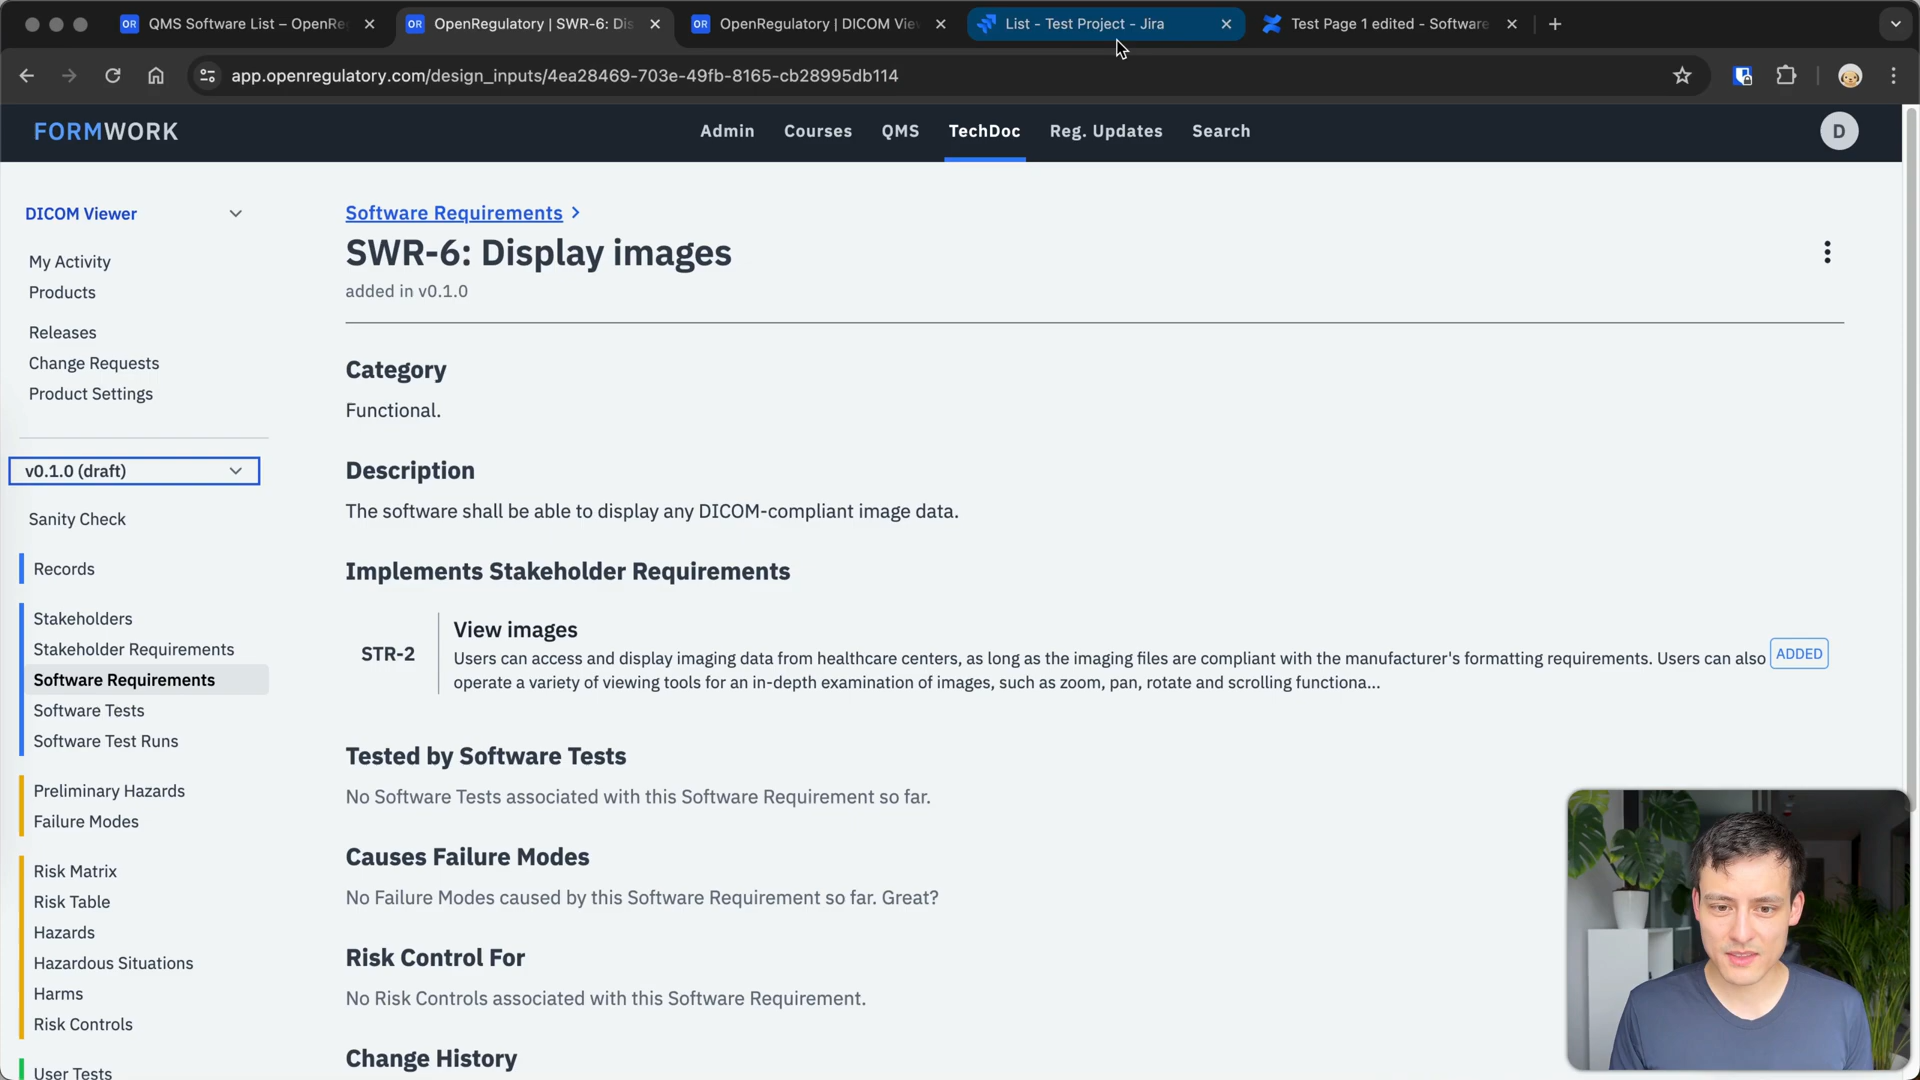 OR QMS Software List – OpenRe
OR OpenRegulatory | SWR-6: Dis
OR OpenRegulatory | DICOM Vie
List - Test Project - Jira
Test Page 1 edited - Software
app.openregulatory.com/design_inputs/4ea28469-703e-49fb-8165-cb28995db114
FORMWORK
Admin
Courses
QMS
TechDoc
Reg. Updates
Search
D
DICOM Viewer
My Activity
Products
Releases
Change Requests
Product Settings
v0.1.0 (draft)
Sanity Check
Records
Stakeholders
Stakeholder Requirements
Software Requirements
Software Tests
Software Test Runs
Preliminary Hazards
Failure Modes
Risk Matrix
Risk Table
Hazards
Hazardous Situations
Harms
Risk Controls
User Tests
Software Requirements >
SWR-6: Display images
added in v0.1.0
Category
Functional.
Description
The software shall be able to display any DICOM-compliant image data.
Implements Stakeholder Requirements
STR-2
View images
Users can access and display imaging data from healthcare centers, as long as the imaging files are compliant with the manufacturer's formatting requirements. Users can also
operate a variety of viewing tools for an in-depth examination of images, such as zoom, pan, rotate and scrolling functiona...
ADDED
Tested by Software Tests
No Software Tests associated with this Software Requirement so far.
Causes Failure Modes
No Failure Modes caused by this Software Requirement so far. Great?
Risk Control For
No Risk Controls associated with this Software Requirement.
Change History